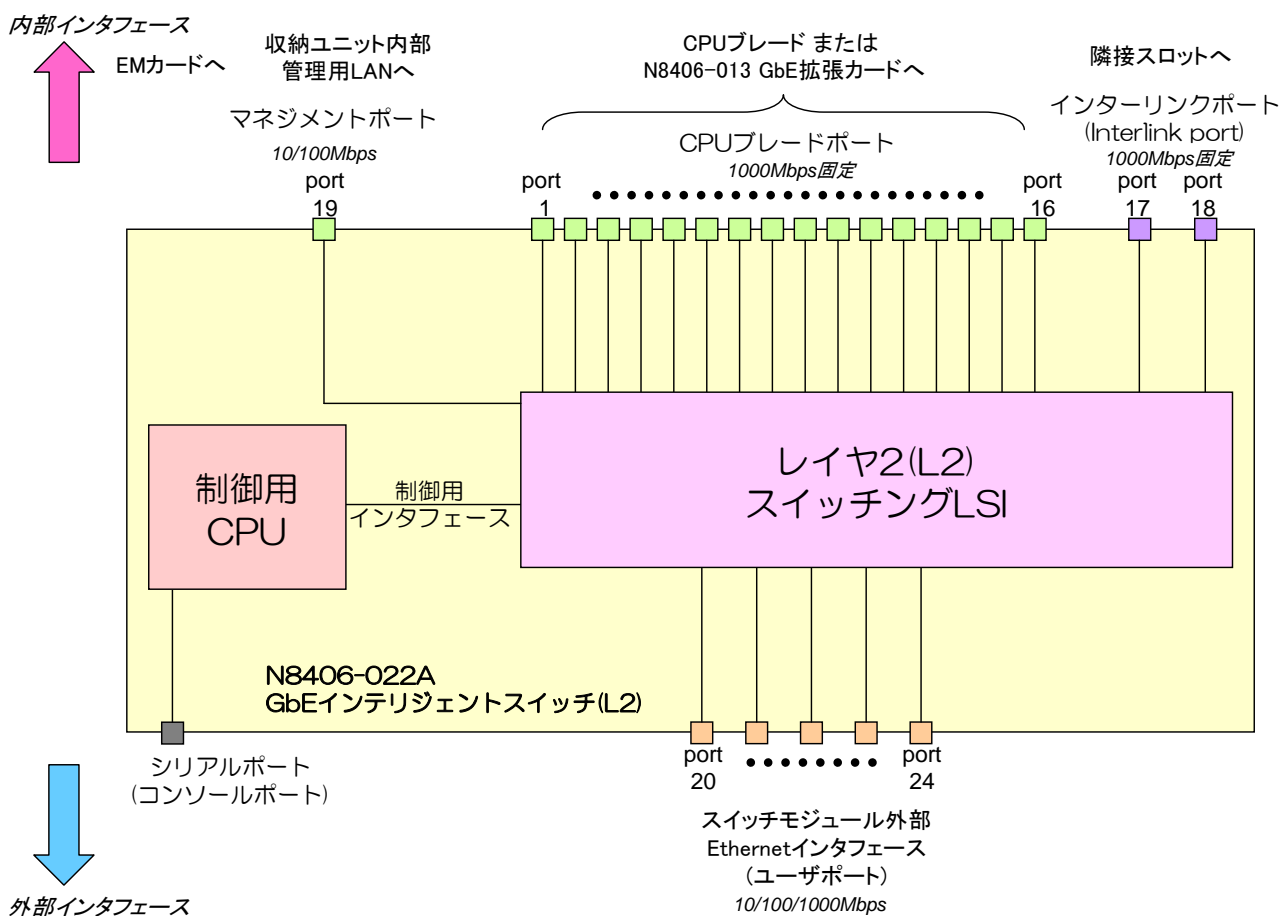 内部インタフェース
EMカードへ
収納ユニット内部
管理用LANへ
マネジメントポート
10/100Mbps
port
19
CPUブレード または
N8406-013 GbE拡張カードへ
CPUブレードポート
1000Mbps固定
port
1
port
16
隣接スロットへ
インターリンクポート
(Interlink port)
1000Mbps固定
port
17
port
18
制御用
CPU
制御用
インタフェース
レイヤ2(L2)
スイッチングLSI
N8406-022A
GbEインテリジェントスイッチ(L2)
シリアルポート
(コンソールポート)
port
20
port
24
スイッチモジュール外部
Ethernetインタフェース
(ユーザポート)
10/100/1000Mbps
外部インタフェース